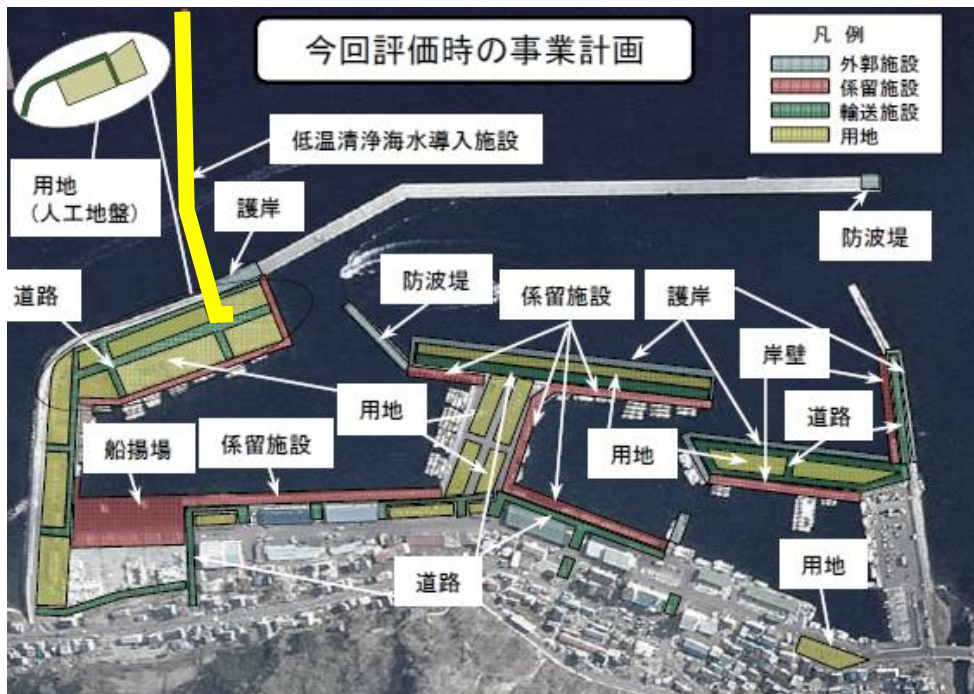 今回評価時の事業計画
凡 例
外郭施設
係留施設
輸送施設
用地
低温清浄海水導入施設
用地
(人工地盤)
護岸
防波堤
道路
防波堤
係留施設
護岸
岸壁
用地
道路
船揚場
係留施設
用地
道路
用地